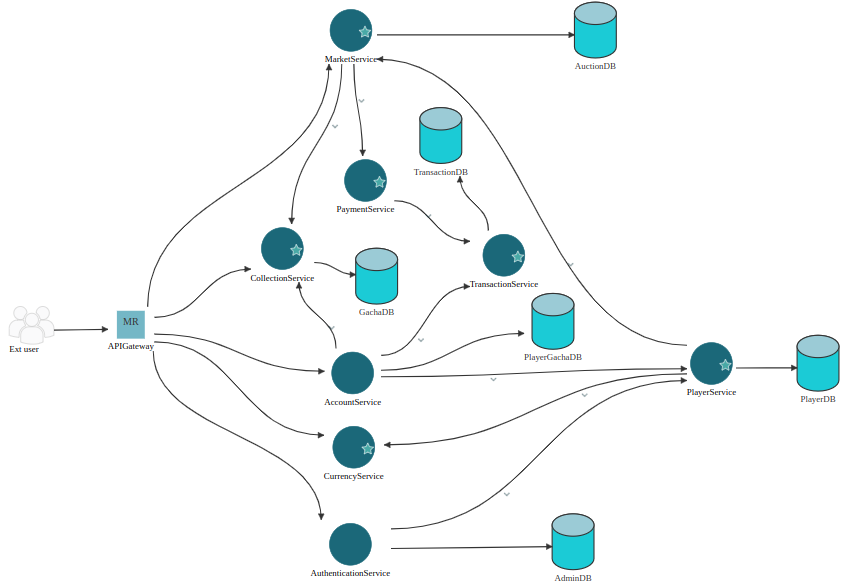 MarketService
AuctionDB
TransactionDB
PaymentService
CollectionService
GachaDB
TransactionService
MR
APIGateway
Ext user
PlayerGachaDB
AccountService
PlayerService
PlayerDB
CurrencyService
AuthenticationService
AdminDB